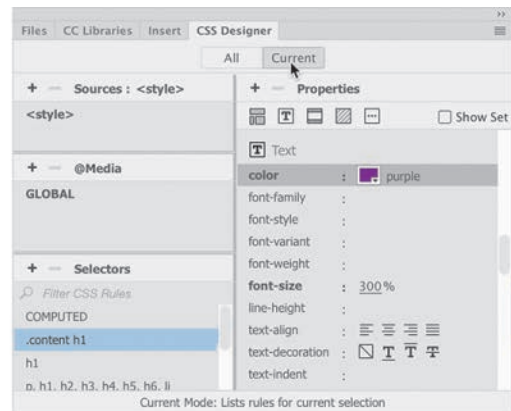 Files CC Libraries Insert CSS Designer
All Current
+ − Sources : <style>
<style>
+ − @Media
GLOBAL
+ − Selectors
Filter CSS Rules
COMPUTED
.content h1
h1
p, h1, h2, h3, h4, h5, h6, li
+ − Properties
T Show Set
T Text
color : purple
font-family :
font-style :
font-variant :
font-weight :
font-size : 300%
line-height :
text-align :
text-decoration : T T T
text-indent :
Current Mode: Lists rules for current selection